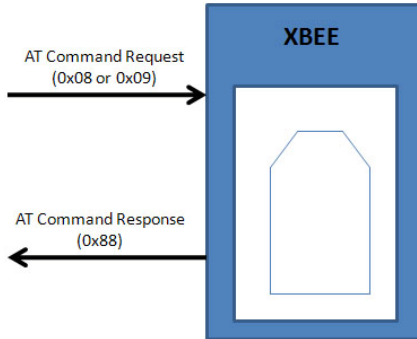 XBEE
AT Command Request
(0x08 or 0x09)
AT Command Response
(0x88)